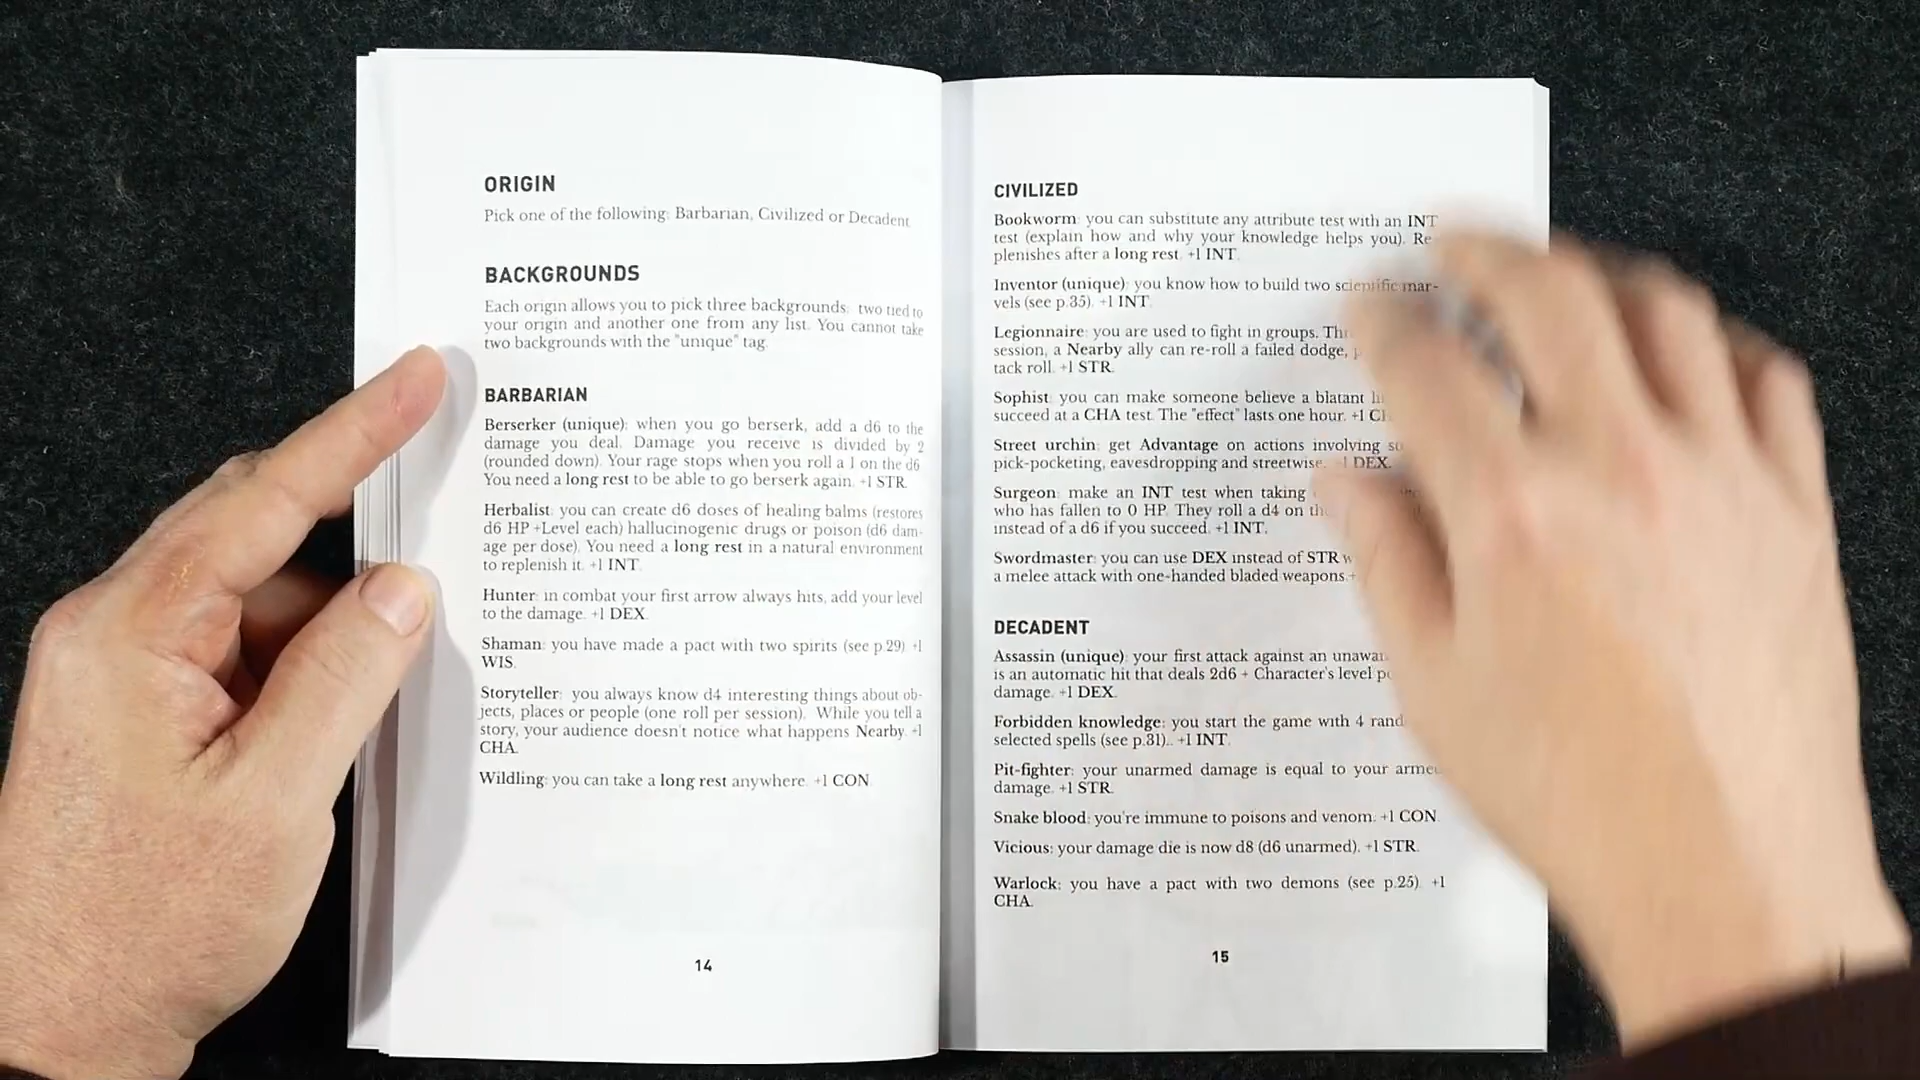 ORIGIN
Pick one of the following: Barbarian, Civilized or Decadent
BACKGROUNDS
Each origin allows you to pick three backgrounds: two tied to
your origin and another one from any list. You cannot take
two backgrounds with the "unique" tag.
BARBARIAN
Berserker (unique): when you go berserk, add a d6 to the
damage you deal. Damage you receive is divided by 2
(rounded down). Your rage stops when you roll a 1 on the d6
You need a long rest to be able to go berserk again. +1 STR.
Herbalist: you can create d6 doses of healing balms (restores
d6 HP +Level each) hallucinogenic drugs or poison (d6 dam-
age per dose). You need a long rest in a natural environment
to replenish it. +1 INT.
Hunter: in combat your first arrow always hits, add your level
to the damage. +1 DEX.
Shaman: you have made a pact with two spirits (see p.29) +1
WIS.
Storyteller: you always know d4 interesting things about ob-
jects, places or people (one roll per session). While you tell a
story, your audience doesn't notice what happens Nearby. +1
CHA.
Wildling: you can take a long rest anywhere. +1 CON.
14
CIVILIZED
Bookworm: you can substitute any attribute test with an INT
test (explain how and why your knowledge helps you). Re-
plenishes after a long rest. +1 INT.
Inventor (unique): you know how to build two scientific mar-
vels (see p.35). +1 INT.
Legionnaire: you are used to fight in groups.
session, a Nearby ally can re-roll a failed dodge,
tack roll. +1 STR.
Sophist: you can make someone believe a blatant
succeed at a CHA test. The "effect" lasts one hour. +1
Street urchin: get Advantage on actions involving
pick-pocketing, eavesdropping and streetwise. +1 DEX.
Surgeon: make an INT test when taking
who has fallen to 0 HP. They roll a d4 on
instead of a d6 if you succeed. +1 INT.
Swordmaster: you can use DEX instead of STR
a melee attack with one-handed bladed weapons.
DECADENT
Assassin (unique): your first attack against an
is an automatic hit that deals 2d6 + Character's level
damage. +1 DEX.
Forbidden knowledge: you start the game with 4
selected spells (see p.31).. +1 INT.
Pit-fighter: your unarmed damage is equal to your armed
damage. +1 STR.
Snake blood: you're immune to poisons and venom. +1 CON.
Vicious: your damage die is now d8 (d6 unarmed). +1 STR.
Warlock: you have a pact with two demons (see p.25). +1
CHA.
15